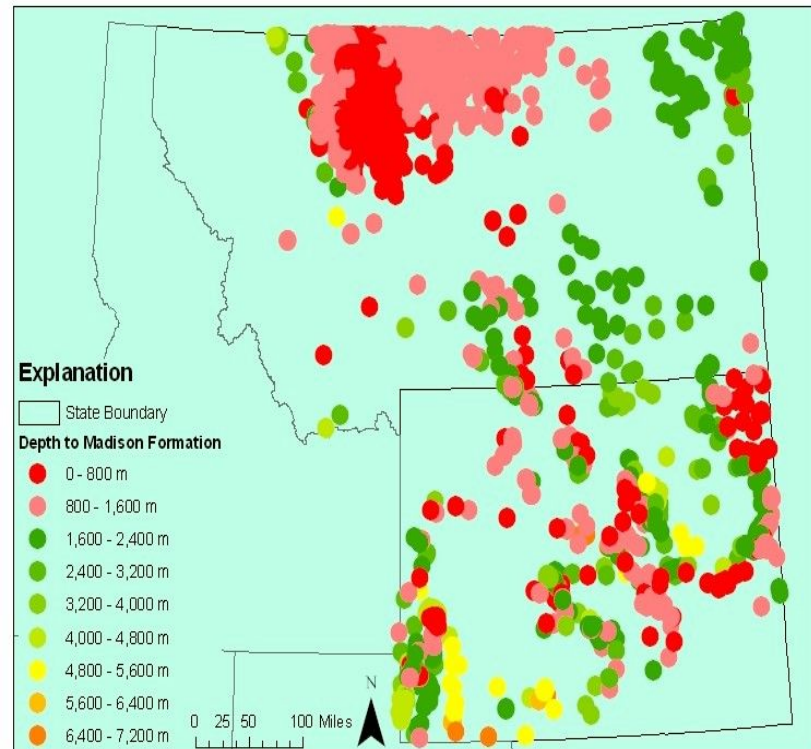 Explanation
State Boundary
Depth to Madison Formation
0 - 800 m
800 - 1,600 m
1,600 - 2,400 m
2,400 - 3,200 m
3,200 - 4,000 m
4,000 - 4,800 m
4,800 - 5,600 m
5,600 - 6,400 m
6,400 - 7,200 m
N
0 25 50 100 Miles